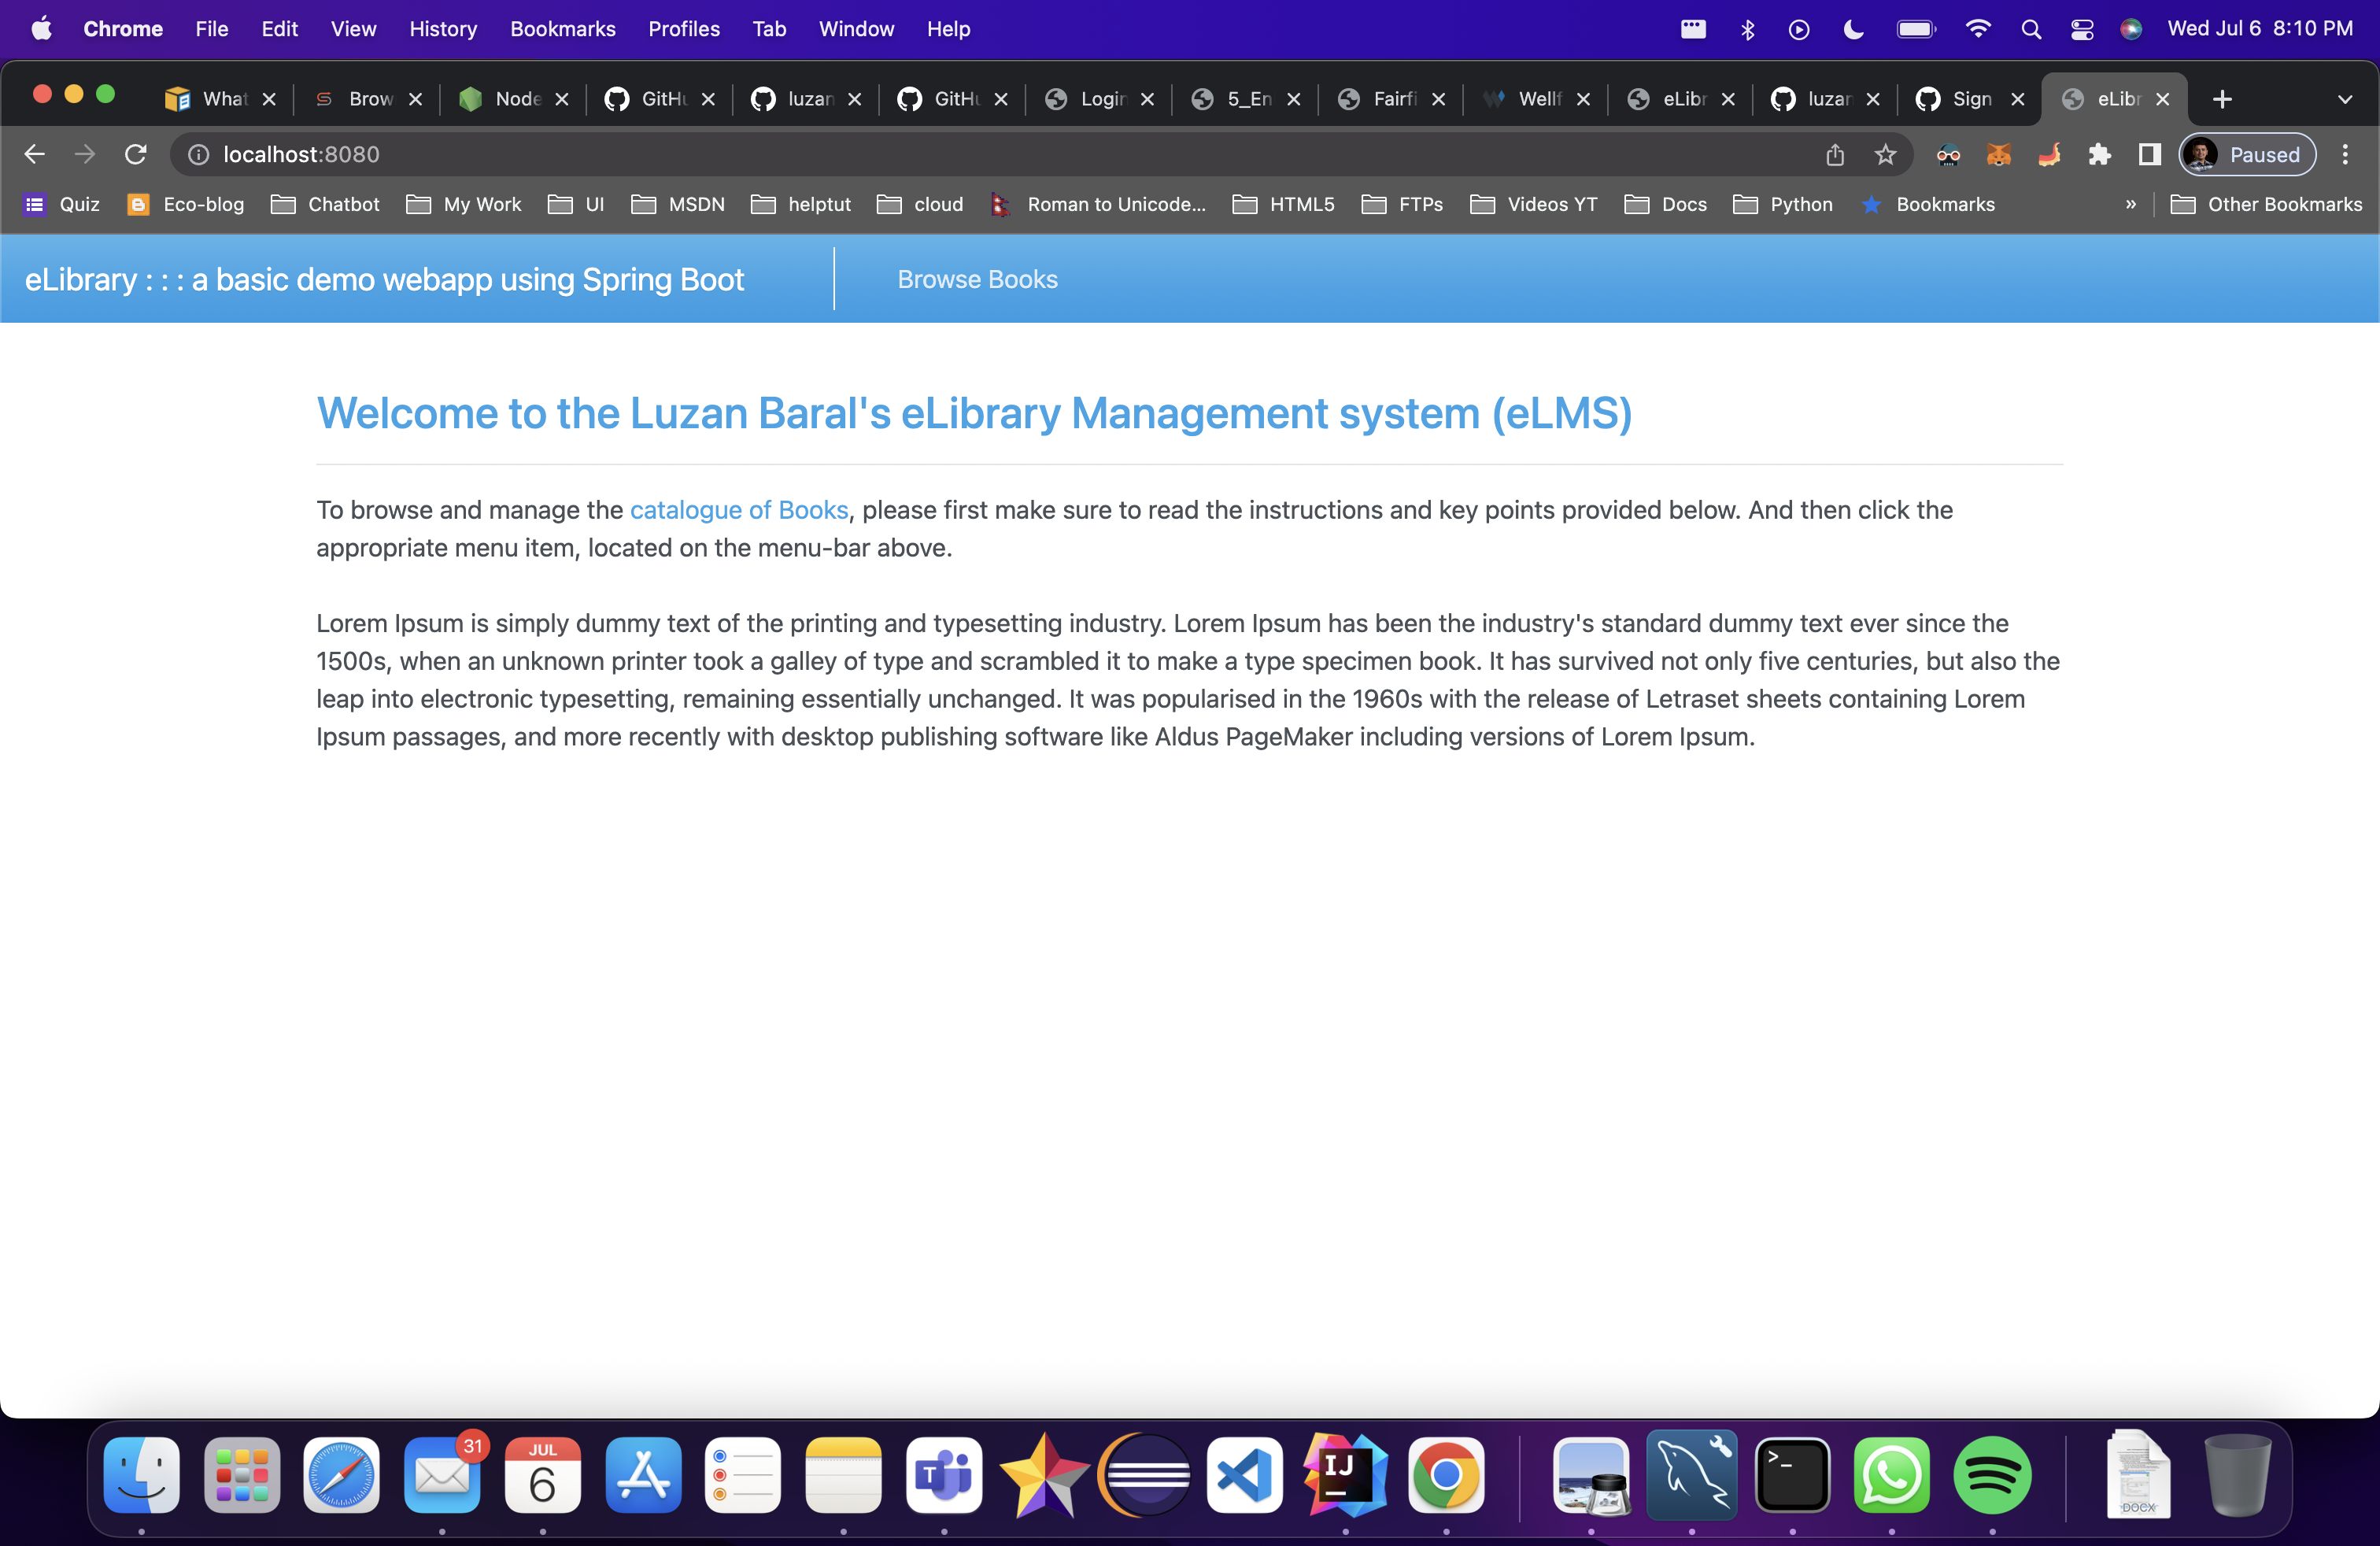 Chrome File Edit View History Bookmarks Profiles Tab Window Help Wed Jul 6 8:10 PM
What Brow Node GitHu luzan GitHu Login 5_En Fairfi Wellf eLibr luzan Sign eLibr
localhost:8080 Paused
Quiz Eco-blog Chatbot My Work UI MSDN helptut cloud Roman to Unicode... HTML5 FTPs Videos YT Docs Python Bookmarks » Other Bookmarks
eLibrary : : : a basic demo webapp using Spring Boot Browse Books
Welcome to the Luzan Baral's eLibrary Management system (eLMS)
To browse and manage the catalogue of Books, please first make sure to read the instructions and key points provided below. And then click the
appropriate menu item, located on the menu-bar above.
Lorem Ipsum is simply dummy text of the printing and typesetting industry. Lorem Ipsum has been the industry's standard dummy text ever since the
1500s, when an unknown printer took a galley of type and scrambled it to make a type specimen book. It has survived not only five centuries, but also the
leap into electronic typesetting, remaining essentially unchanged. It was popularised in the 1960s with the release of Letraset sheets containing Lorem
Ipsum passages, and more recently with desktop publishing software like Aldus PageMaker including versions of Lorem Ipsum.
31 JUL
6 T IJ >_ DOCX